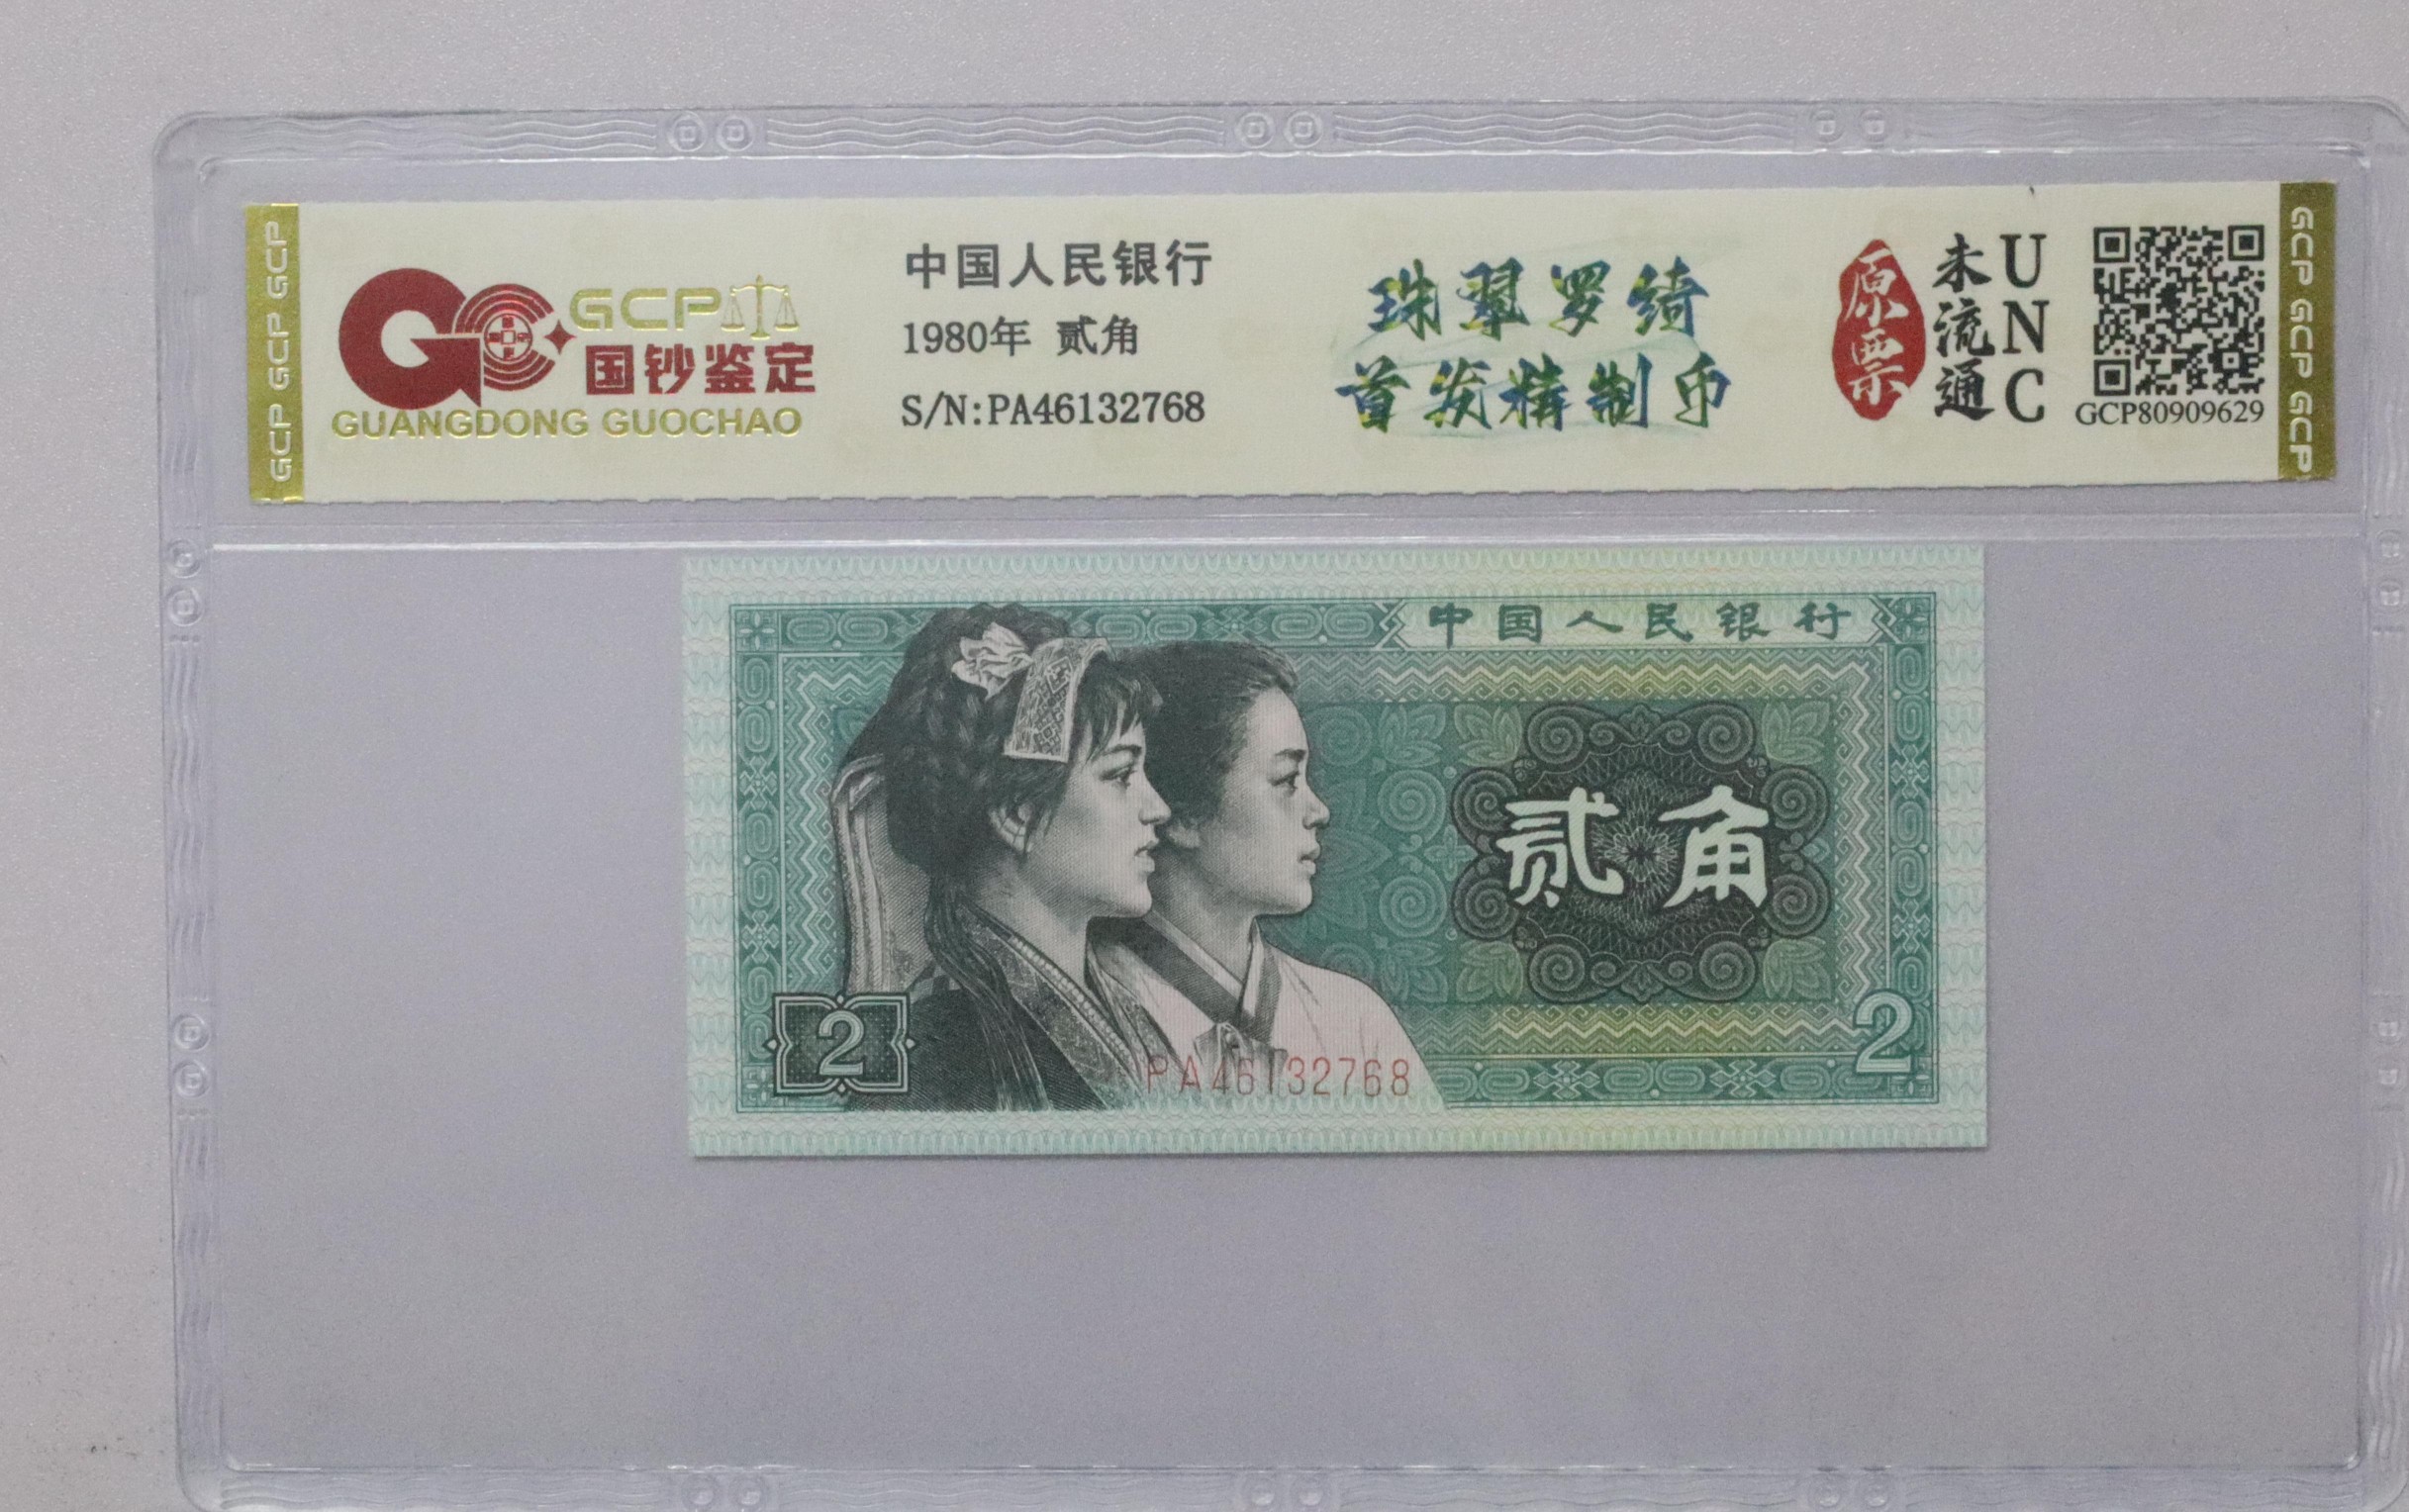 GCP GCP GCP
GCP
国钞鉴定
GUANGDONG GUOCHAO
中国人民银行
1980年 贰角
S/N:PA46132768
珠翠罗绮
首发精制币
原票
未流通
UNC
GCP80909629
GCP GCP GCP
中国人民银行
贰角
2
2
PA46132768